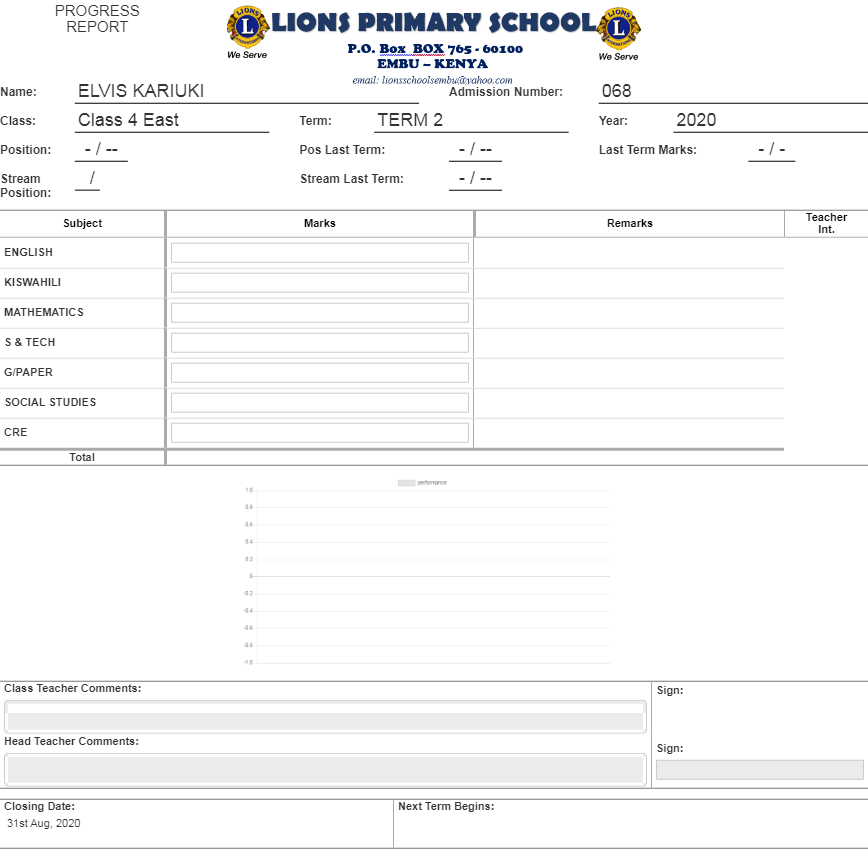 PROGRESS
REPORT
LIONS
L
INTERNATIONAL
We Serve
LIONS PRIMARY SCHOOL
LIONS
L
INTERNATIONAL
We Serve
P.O. Box BOX 765 - 60100
EMBU – KENYA
email: lionsschoolsembu@yahoo.com
Name: ELVIS KARIUKI Admission Number: 068
Class: Class 4 East Term: TERM 2 Year: 2020
Position: - / -- Pos Last Term: - / -- Last Term Marks: - / -
Stream Position: / Stream Last Term: - / --
Subject Marks Remarks Teacher Int.
ENGLISH
KISWAHILI
MATHEMATICS
S & TECH
G/PAPER
SOCIAL STUDIES
CRE
Total
performance
1.0
0.8
0.6
0.4
0.2
0
-0.2
-0.4
-0.6
-0.8
-1.0
Class Teacher Comments: Sign:
Head Teacher Comments: Sign:
Closing Date: Next Term Begins:
31st Aug, 2020